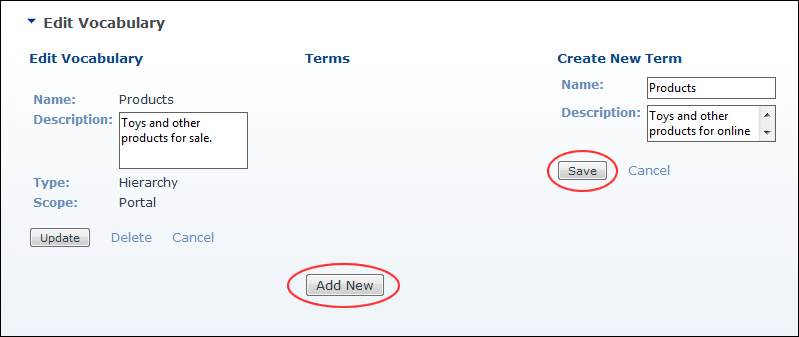 Edit Vocabulary
Edit Vocabulary
Name: Products
Description: Toys and other
products for sale.
Type: Hierarchy
Scope: Portal
Update Delete Cancel
Terms
Add New
Create New Term
Name: Products
Description: Toys and other
products for online
Save Cancel